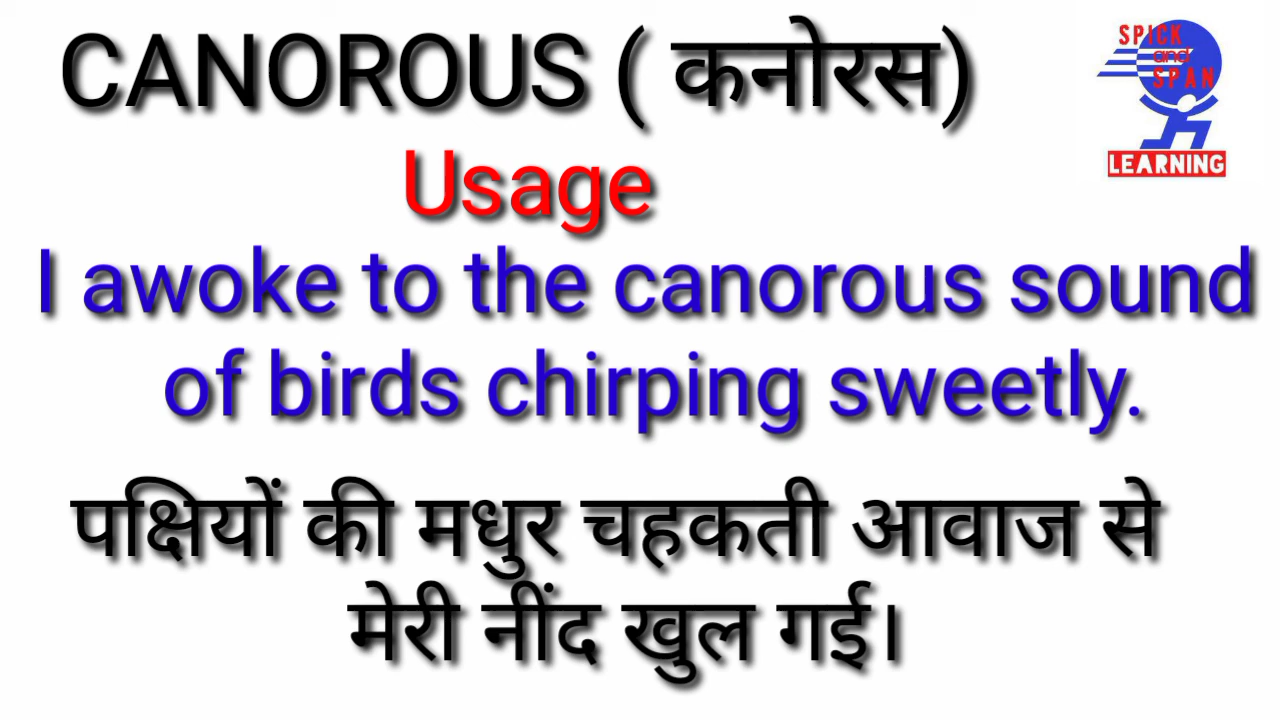 CANOROUS ( कनोरस)
SPICK
and
SPAN
LEARNING
Usage
I awoke to the canorous sound
of birds chirping sweetly.
पक्षियों की मधुर चहकती आवाज से
मेरी नींद खुल गई।